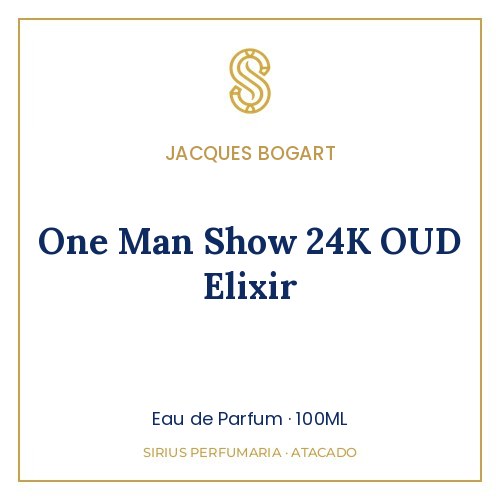 JACQUES BOGART
One Man Show 24K OUD
Elixir
Eau de Parfum · 100ML
SIRIUS PERFUMARIA · ATACADO